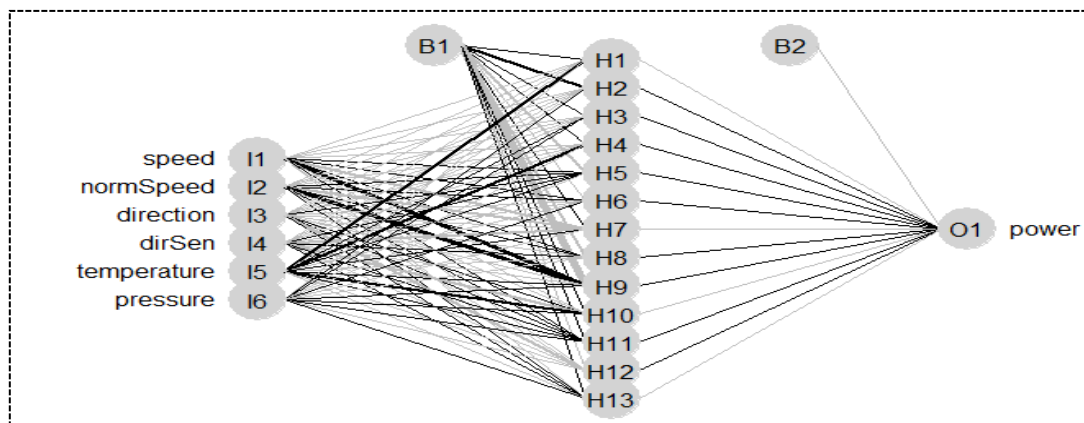 B1
B2
H1
H2
H3
H4
H5
H6
H7
H8
H9
H10
H11
H12
H13
speed I1
normSpeed I2
direction I3
dirSen I4
temperature I5
pressure I6
O1 power